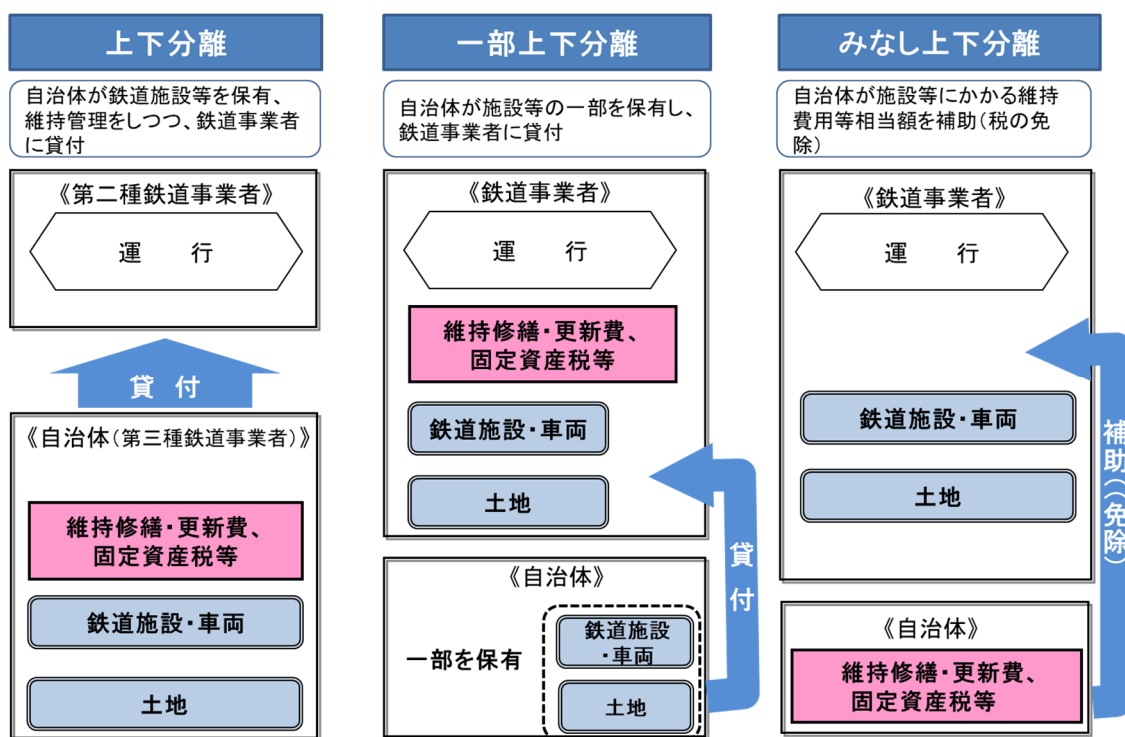 上下分離
自治体が鉄道施設等を保有、
維持管理をしつつ、鉄道事業者
に貸付
《第二種鉄道事業者》
運　行
貸 付
《自治体(第三種鉄道事業者)》
維持修繕・更新費、
固定資産税等
鉄道施設・車両
土地
一部上下分離
自治体が施設等の一部を保有し、
鉄道事業者に貸付
《鉄道事業者》
運　行
維持修繕・更新費、
固定資産税等
鉄道施設・車両
土地
貸付
《自治体》
一部を保有
鉄道施設
・車両
土地
みなし上下分離
自治体が施設等にかかる維持
費用等相当額を補助(税の免
除)
《鉄道事業者》
運　行
鉄道施設・車両
土地
補助((免除)
《自治体》
維持修繕・更新費、
固定資産税等